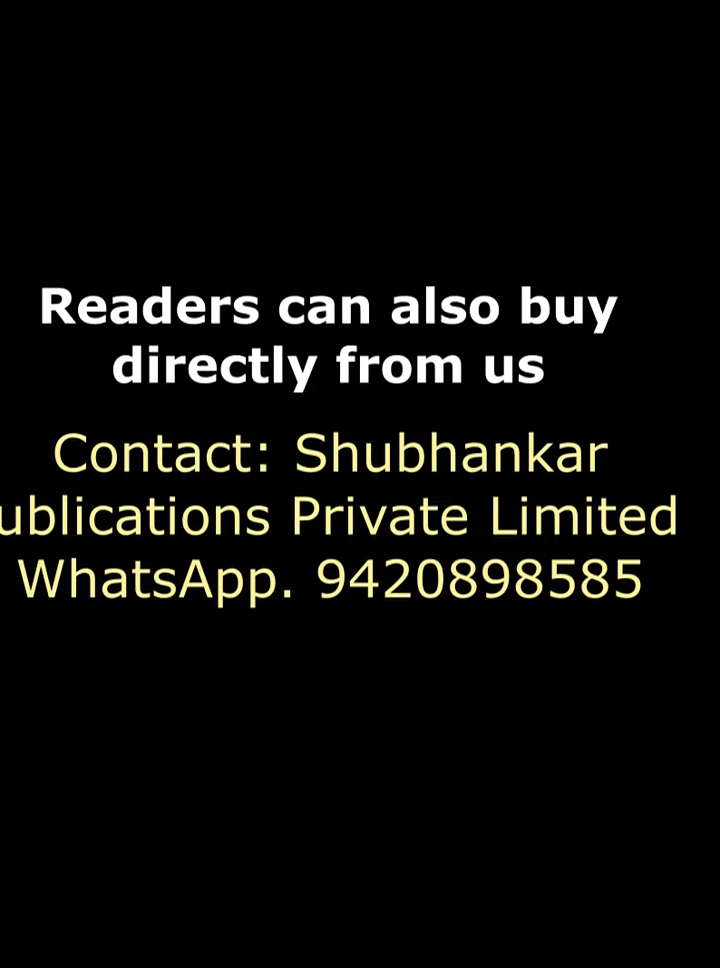 Readers can also buy
directly from us
Contact: Shubhankar
ublications Private Limited
WhatsApp. 9420898585